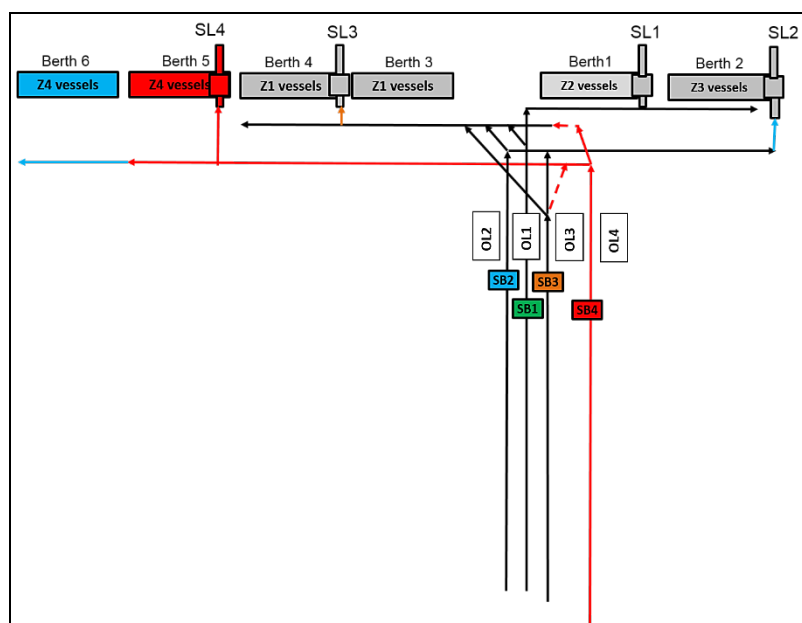 SL4
SL3
SL1
SL2
Berth 6
Berth 5
Berth 4
Berth 3
Berth1
Berth 2
Z4 vessels
Z4 vessels
Z1 vessels
Z1 vessels
Z2 vessels
Z3 vessels
OL2
OL1
OL3
OL4
SB2
SB3
SB1
SB4